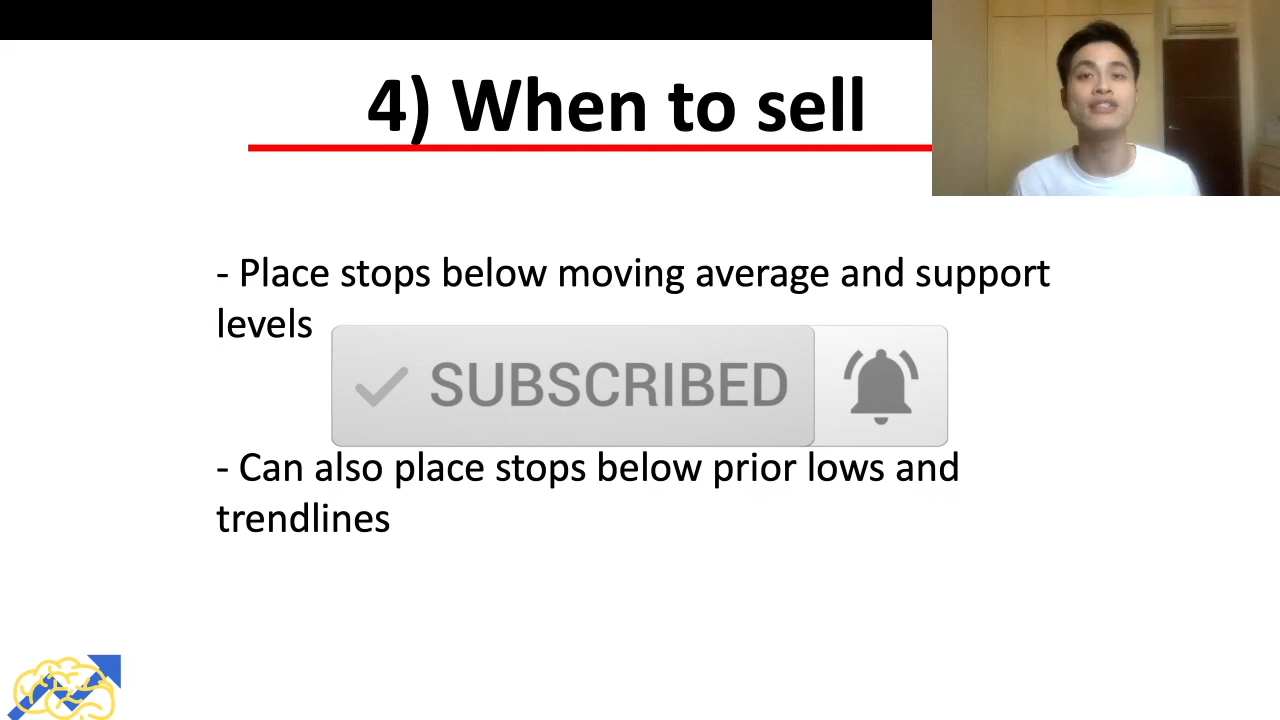 4) When to sell
- Place stops below moving average and support
levels
SUBSCRIBED
- Can also place stops below prior lows and
trendlines